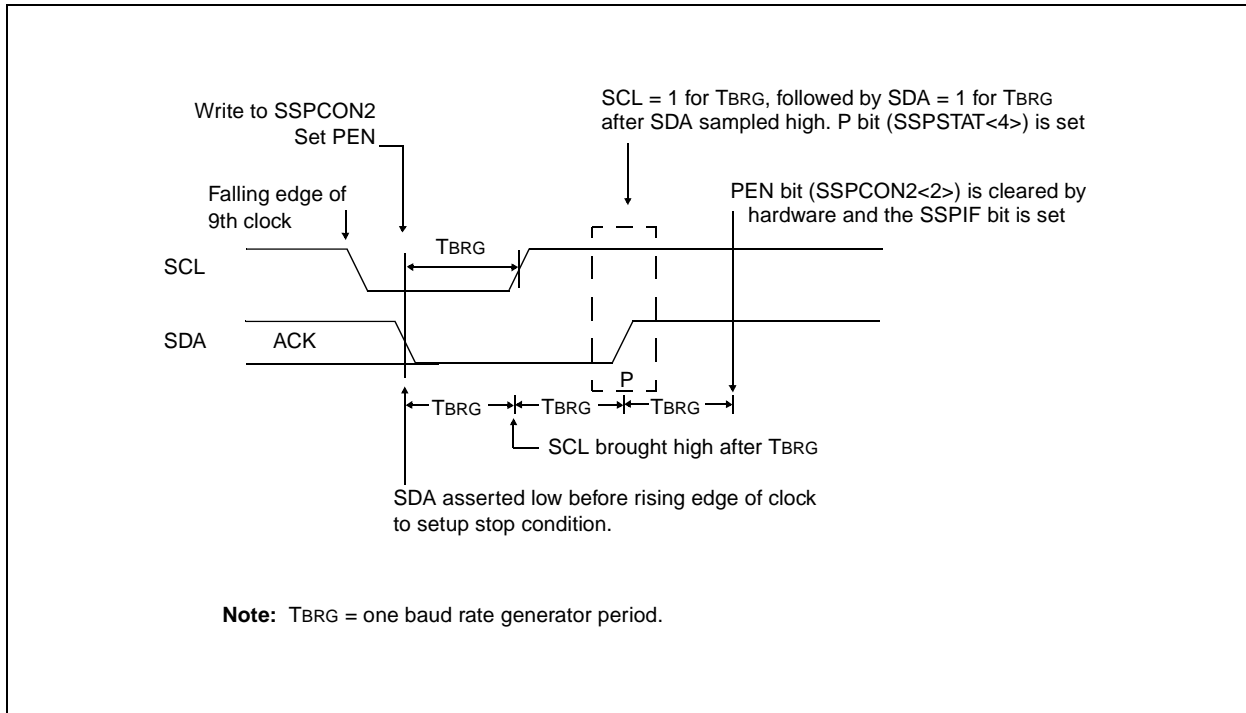 Write to SSPCON2
Set PEN
SCL = 1 for TBRG, followed by SDA = 1 for TBRG
after SDA sampled high. P bit (SSPSTAT<4>) is set
Falling edge of
9th clock
PEN bit (SSPCON2<2>) is cleared by
hardware and the SSPIF bit is set
TBRG
SCL
SDA
ACK
P
TBRG
TBRG
TBRG
SCL brought high after TBRG
SDA asserted low before rising edge of clock
to setup stop condition.
Note: TBRG = one baud rate generator period.